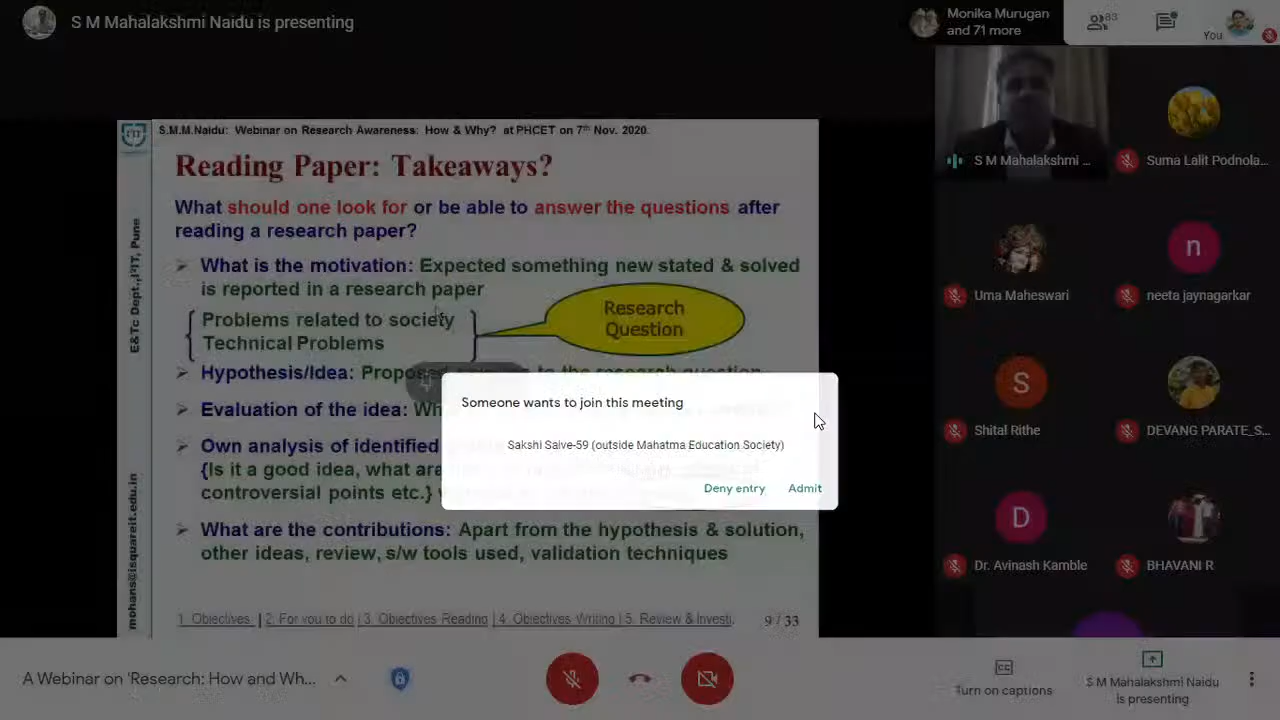 S M Mahalakshmi Naidu is presenting
Monika Murugan
and 71 more
83
You
S.M.M.Naidu: Webinar on Research Awareness: How & Why? at PHCET on 7th Nov. 2020.
Reading Paper: Takeaways?
What should one look for or be able to answer the questions after
reading a research paper?
What is the motivation: Expected something new stated & solved
is reported in a research paper
Problems related to society
Technical Problems
Research
Question
Hypothesis/Idea: to the research question
Evaluation of the idea:
Own analysis of identified
{Is it a good idea, what are
controversial points etc.}
What are the contributions: Apart from the hypothesis & solution,
other ideas, review, s/w tools used, validation techniques
1. Objectives | 2. For you to do | 3. Objectives Reading | 4. Objectives Writing | 5. Review & Investi.
9 / 33
E&Tc Dept.,I²IT, Pune
mohans@isquareit.edu.in
Someone wants to join this meeting
Sakshi Salve-59 (outside Mahatma Education Society)
Deny entry
Admit
S M Mahalakshmi ...
Suma Lalit Podnola...
Uma Maheswari
n
neeta jaynagarkar
S
Shital Rithe
DEVANG PARATE_S...
D
Dr. Avinash Kamble
BHAVANI R
A Webinar on 'Research: How and Wh...
Turn on captions
S M Mahalakshmi Naidu
is presenting